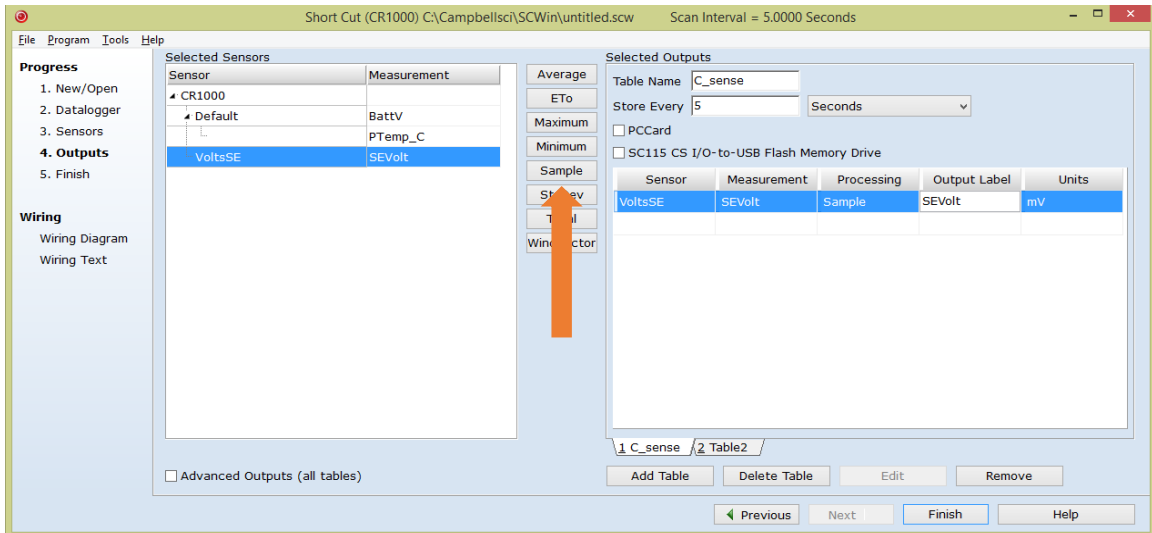 Short Cut (CR1000) C:\Campbellsci\SCWin\untitled.scw Scan Interval = 5.0000 Seconds
File Program Tools Help
Progress
1. New/Open
2. Datalogger
3. Sensors
4. Outputs
5. Finish
Wiring
Wiring Diagram
Wiring Text
Selected Sensors
Sensor Measurement
CR1000
Default BattV
PTemp_C
VoltsSE SEVolt
Advanced Outputs (all tables)
Average
ETo
Maximum
Minimum
Sample
Selected Outputs
Table Name C_sense
Store Every 5 Seconds
PCCard
SC115 CS I/O-to-USB Flash Memory Drive
Sensor Measurement Processing Output Label Units
VoltsSE SEVolt Sample SEVolt mV
1 C_sense 2 Table2
Add Table Delete Table Edit Remove
Previous Next Finish Help